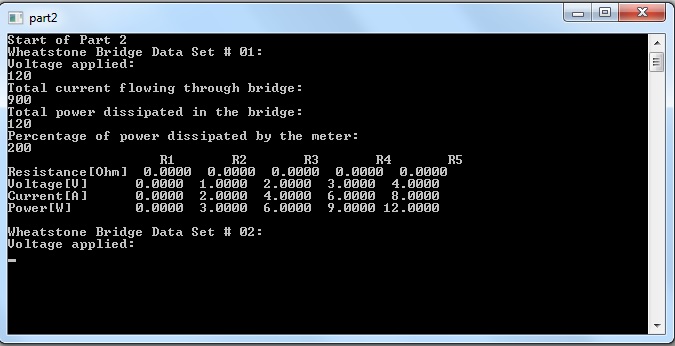 part2
Start of Part 2
Wheatstone Bridge Data Set # 01:
Voltage applied:
120
Total current flowing through bridge:
900
Total power dissipated in the bridge:
120
Percentage of power dissipated by the meter:
200
R1 R2 R3 R4 R5
Resistance[Ohm] 0.0000 0.0000 0.0000 0.0000 0.0000
Voltage[V] 0.0000 1.0000 2.0000 3.0000 4.0000
Current[A] 0.0000 2.0000 4.0000 6.0000 8.0000
Power[W] 0.0000 3.0000 6.0000 9.0000 12.0000
Wheatstone Bridge Data Set # 02:
Voltage applied: